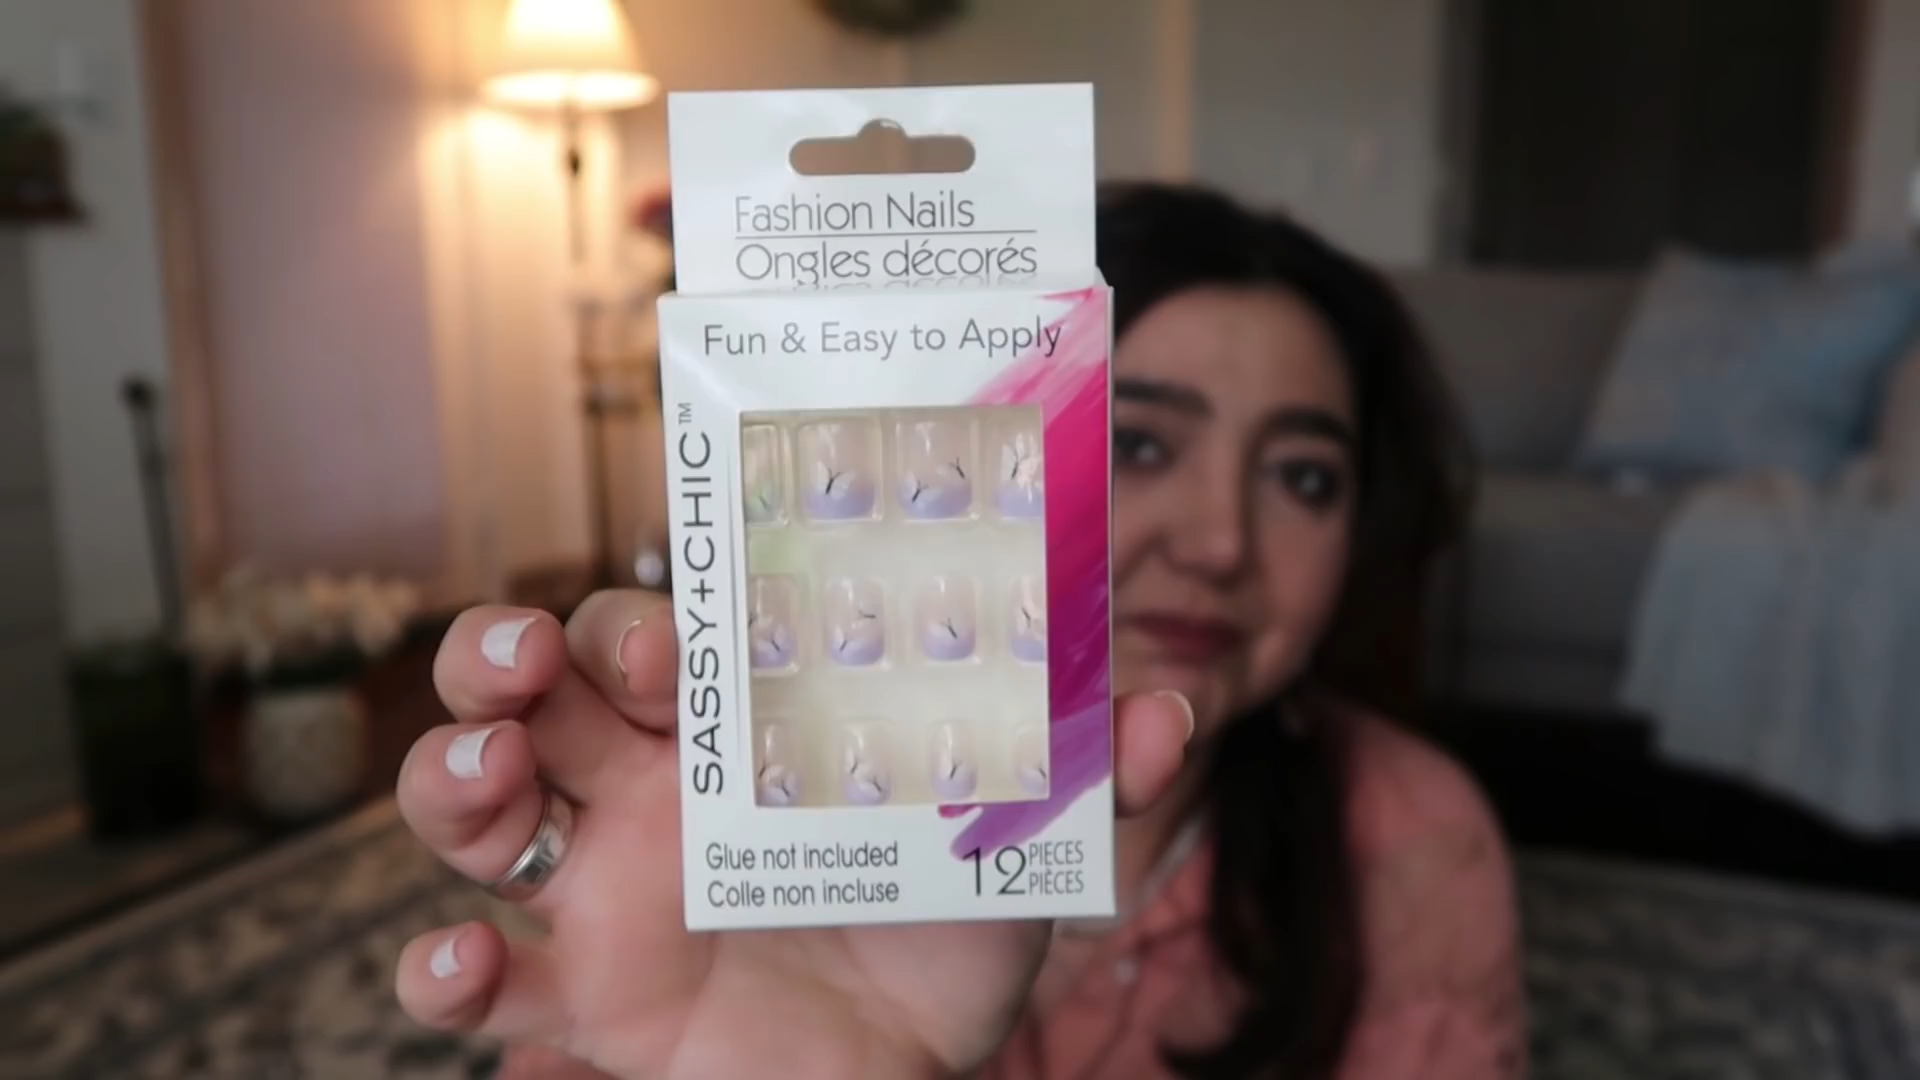 Fashion Nails
Ongles décorés
Fun & Easy to Apply
SASSY+CHIC™
Glue not included
Colle non incluse
12 PIECES
PIÈCES